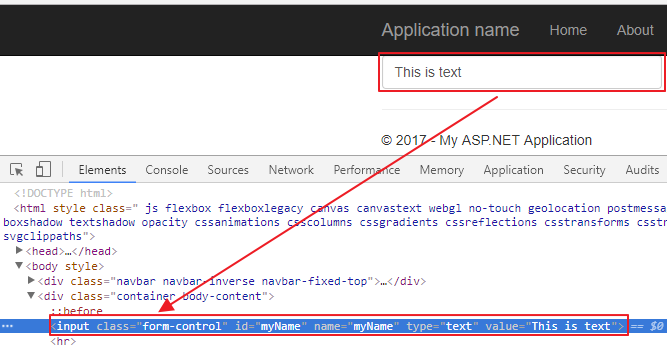 Application name Home About
This is text
© 2017 - My ASP.NET Application
Elements Console Sources Network Performance Memory Application Security Audits
<!DOCTYPE html>
<html style class=" js flexbox flexboxlegacy canvas canvastext webgl no-touch geolocation postmessa
boxshadow textshadow opacity cssanimations csscolumns cssgradients cssreflections csstransforms csstr
svgclippaths">
<head>…</head>
<body style>
<div class="navbar navbar-inverse navbar-fixed-top">…</div>
<div class="container body-content">
::before
<input class="form-control" id="myName" name="myName" type="text" value="This is text"> == $0
<hr>